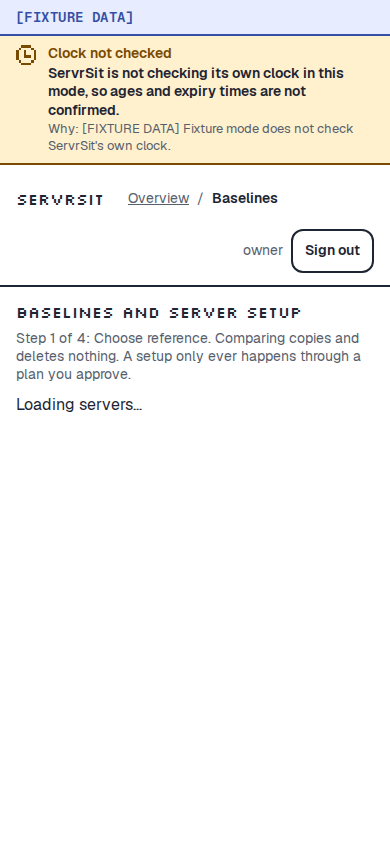 [FIXTURE DATA]
Clock not checked
ServrSit is not checking its own clock in this
mode, so ages and expiry times are not
confirmed.
Why: [FIXTURE DATA] Fixture mode does not check
ServrSit's own clock.
SERVRSIT Overview / Baselines
owner Sign out
BASELINES AND SERVER SETUP
Step 1 of 4: Choose reference. Comparing copies and
deletes nothing. A setup only ever happens through a
plan you approve.
Loading servers…